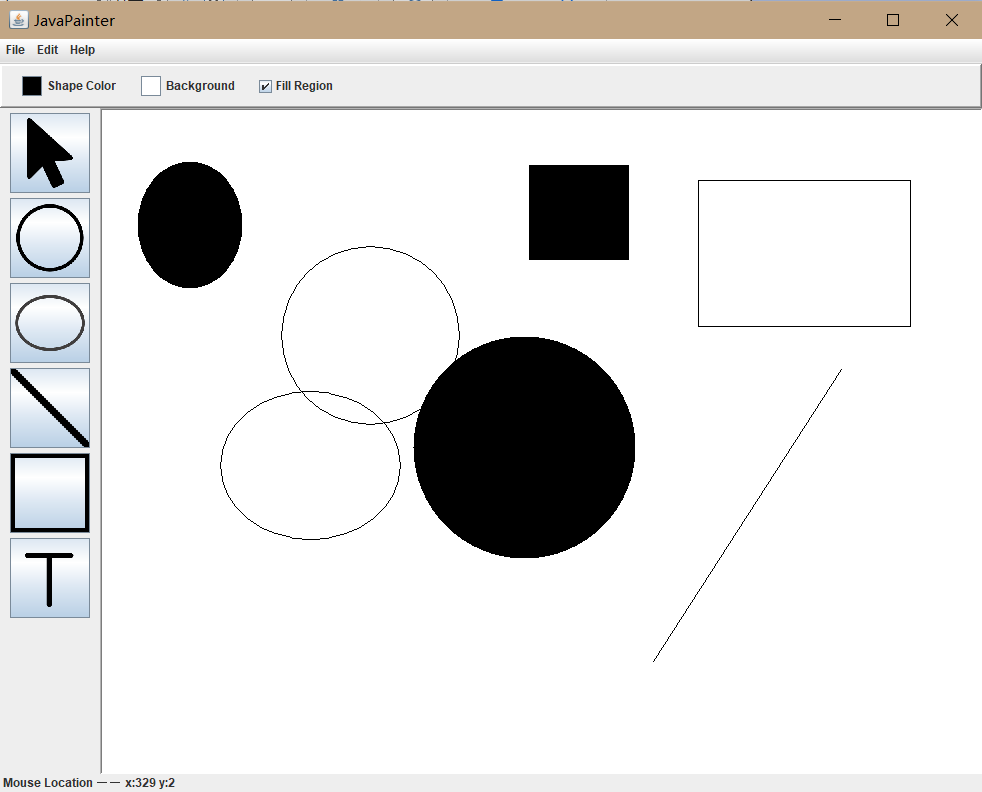 JavaPainter
File Edit Help
Shape Color Background Fill Region
T
Mouse Location — — x:329 y:2